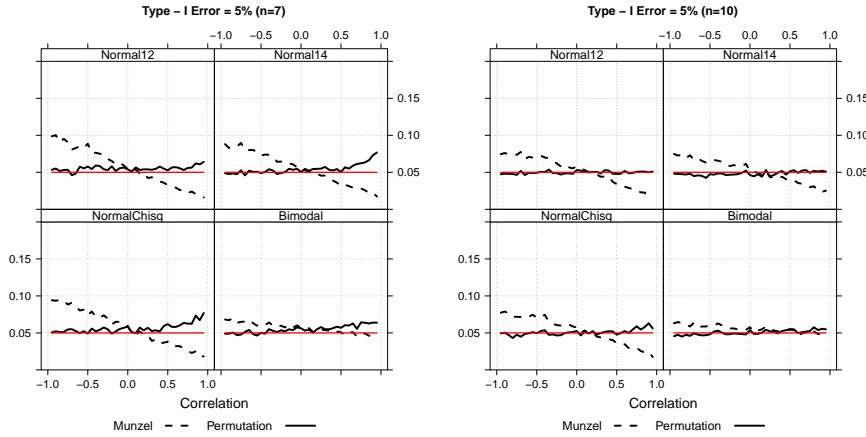 Type − I Error = 5% (n=7)
−1.0 −0.5 0.0 0.5 1.0
Normal12 Normal14
0.15
0.10
0.05
NormalChisq Bimodal
0.15
0.10
0.05
−1.0 −0.5 0.0 0.5 1.0
Correlation
Munzel Permutation
Type − I Error = 5% (n=10)
−1.0 −0.5 0.0 0.5 1.0
Normal12 Normal14
0.15
0.10
0.05
NormalChisq Bimodal
0.15
0.10
0.05
−1.0 −0.5 0.0 0.5 1.0
Correlation
Munzel Permutation